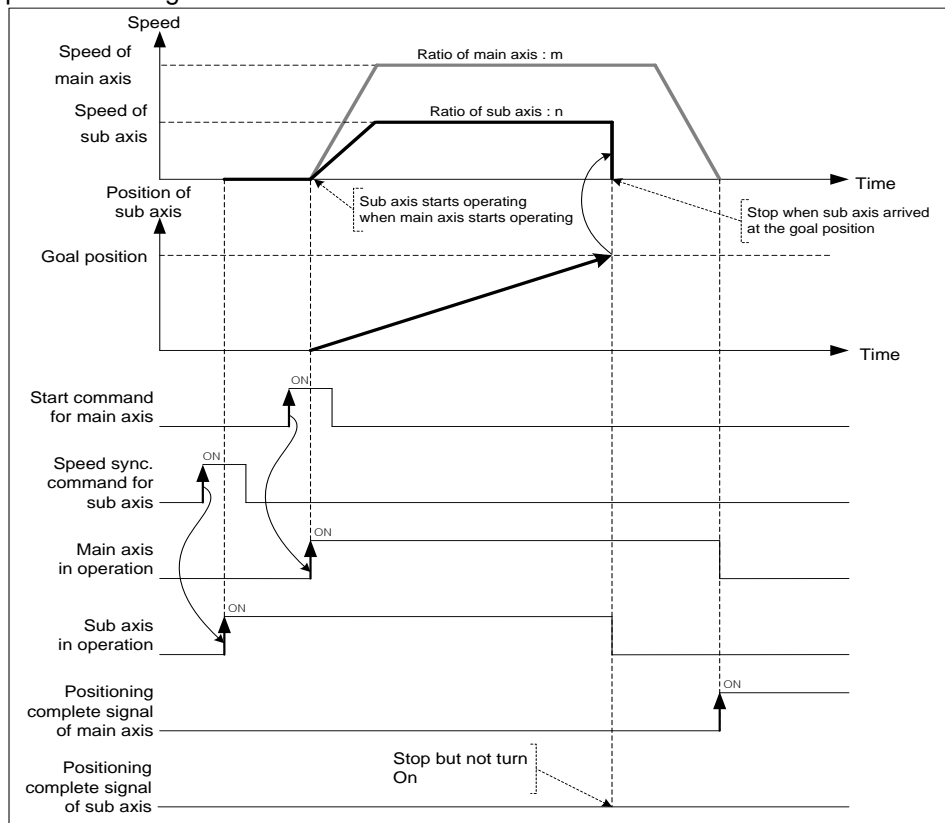 Speed
Speed of
main axis
Ratio of main axis : m
Speed of
sub axis
Ratio of sub axis : n
Time
Position of
sub axis
Sub axis starts operating
when main axis starts operating
Stop when sub axis arrived
at the goal position
Goal position
Time
Start command
for main axis
ON
Speed sync.
command for
sub axis
ON
Main axis
in operation
ON
Sub axis
in operation
ON
Positioning
complete signal
of main axis
ON
Positioning
complete signal
of sub axis
Stop but not turn
On